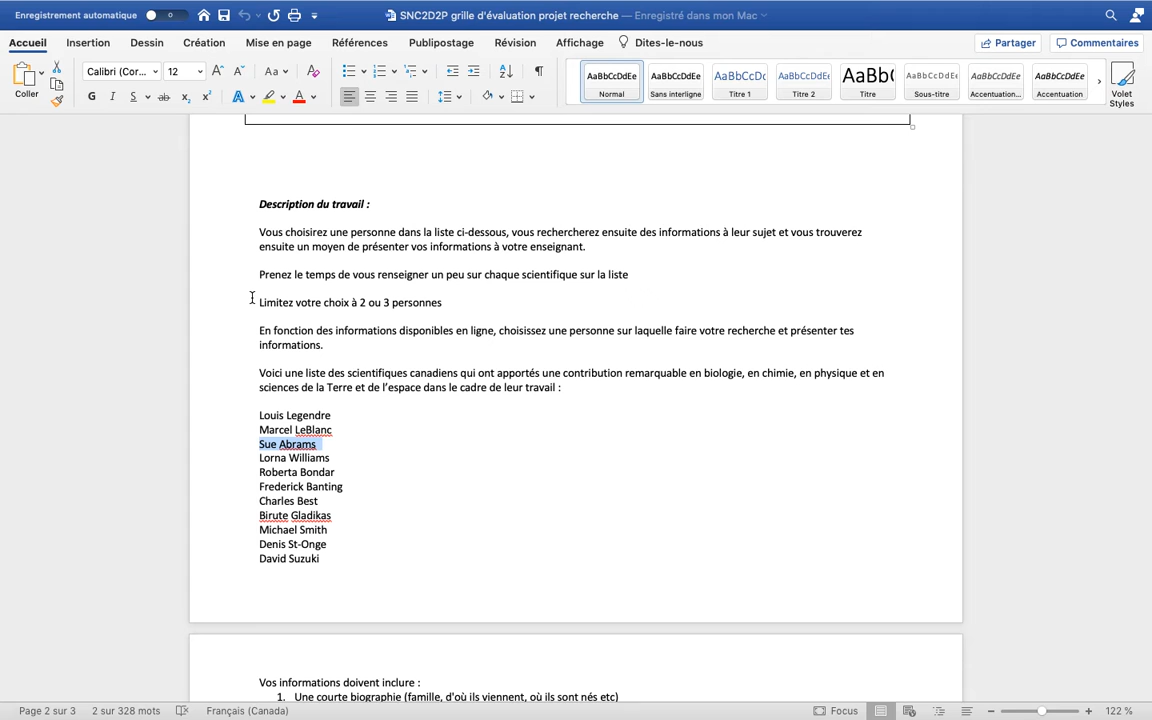 Enregistrement automatique
SNC2D2P grille d'évaluation projet recherche — Enregistré dans mon Mac
Accueil Insertion Dessin Création Mise en page Références Publipostage Révision Affichage Dites-le-nous Partager Commentaires
Coller Calibri (Cor... 12 Aa
G I S ab x₂ x² A A
AaBbCcDdEe AaBbCcDdEe AaBbCcDc AaBbCcDdEe AaBb( AaBbCcDdEe AaBbCcDdEe AaBbCcDdEe
Normal Sans interligne Titre 1 Titre 2 Titre Sous-titre Accentuation... Accentuation
Volet
Styles
Description du travail :
Vous choisirez une personne dans la liste ci-dessous, vous rechercherez ensuite des informations à leur sujet et vous trouverez
ensuite un moyen de présenter vos informations à votre enseignant.
Prenez le temps de vous renseigner un peu sur chaque scientifique sur la liste
Limitez votre choix à 2 ou 3 personnes
En fonction des informations disponibles en ligne, choisissez une personne sur laquelle faire votre recherche et présenter tes
informations.
Voici une liste des scientifiques canadiens qui ont apportés une contribution remarquable en biologie, en chimie, en physique et en
sciences de la Terre et de l'espace dans le cadre de leur travail :
Louis Legendre
Marcel LeBlanc
Sue Abrams
Lorna Williams
Roberta Bondar
Frederick Banting
Charles Best
Birute Gladikas
Michael Smith
Denis St-Onge
David Suzuki
Vos informations doivent inclure :
1. Une courte biographie (famille, d'où ils viennent, où ils sont nés etc)
Page 2 sur 3 2 sur 328 mots Français (Canada) Focus 122 %